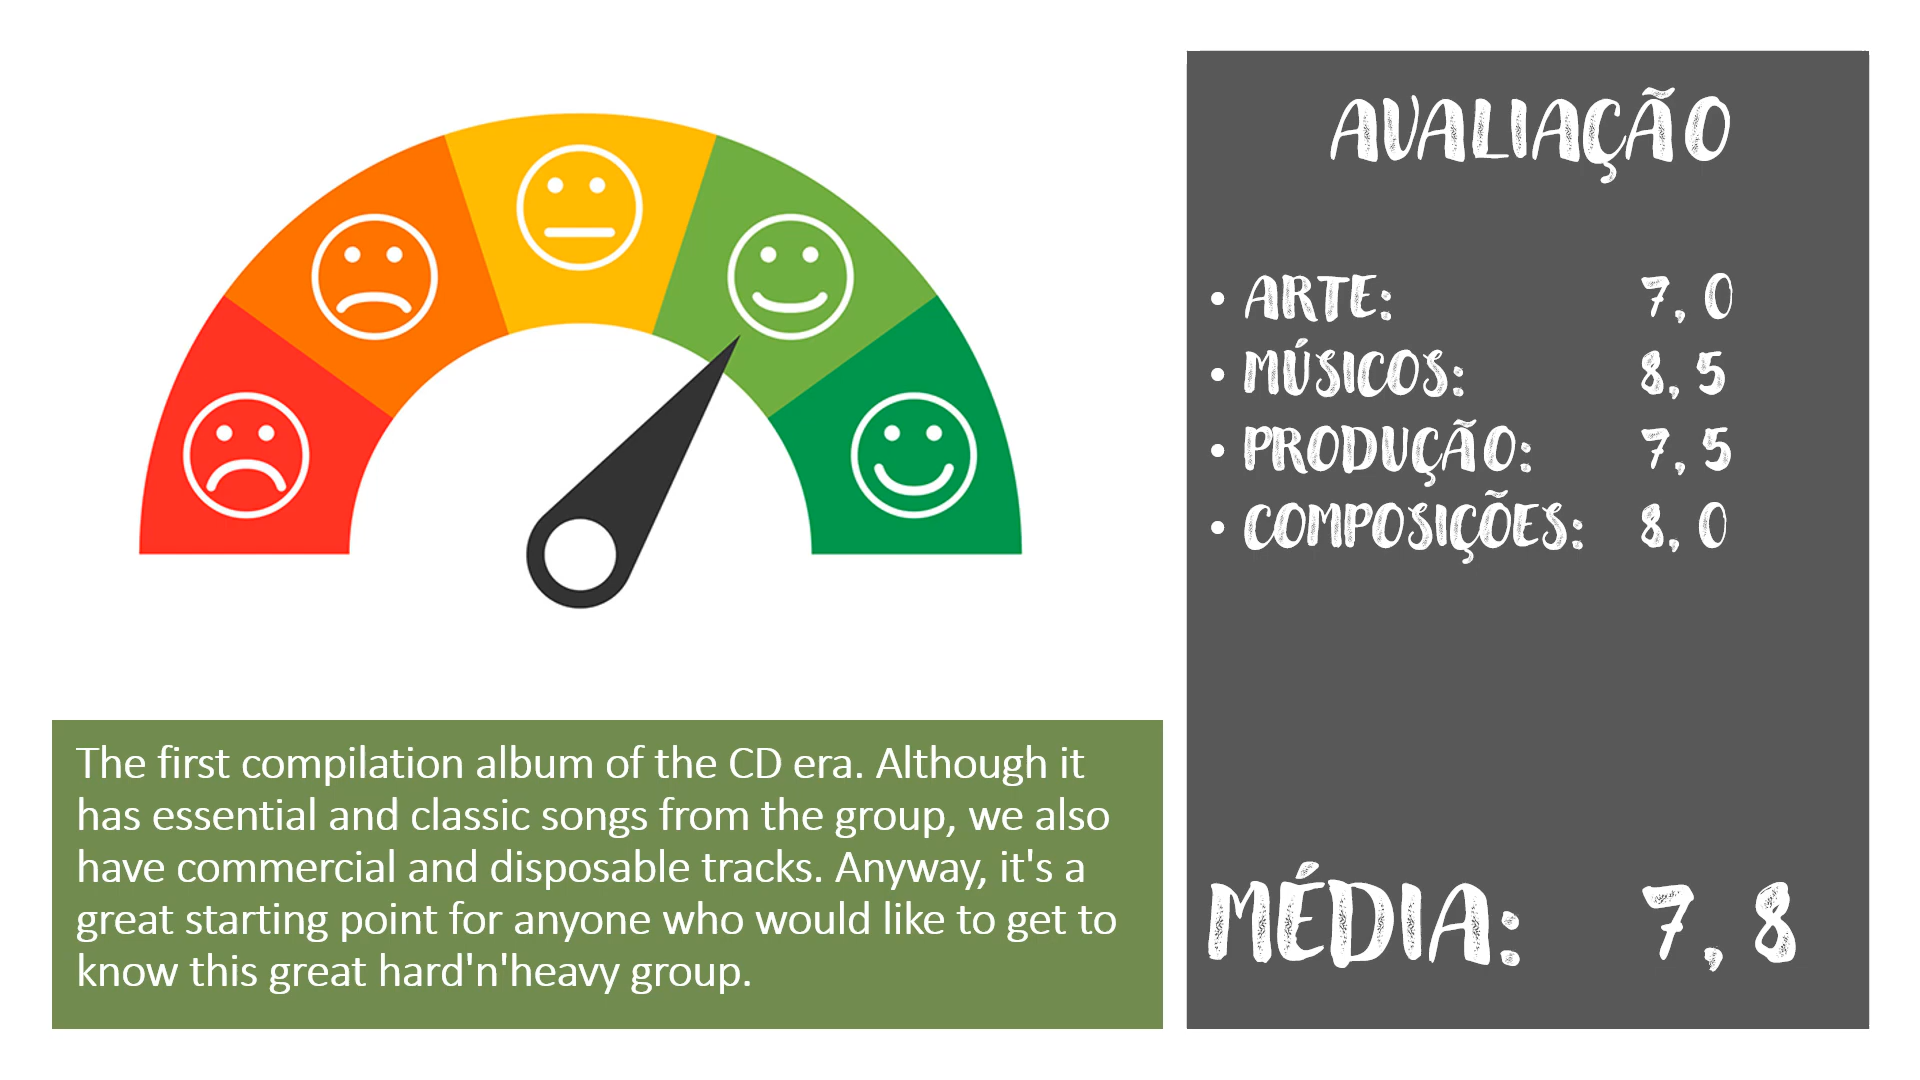 AVALIAÇÃO
• ARTE: 7,0
• MÚSICOS: 8,5
• PRODUÇÃO: 7,5
• COMPOSIÇÕES: 8,0
MÉDIA: 7,8
The first compilation album of the CD era. Although it
has essential and classic songs from the group, we also
have commercial and disposable tracks. Anyway, it's a
great starting point for anyone who would like to get to
know this great hard'n'heavy group.